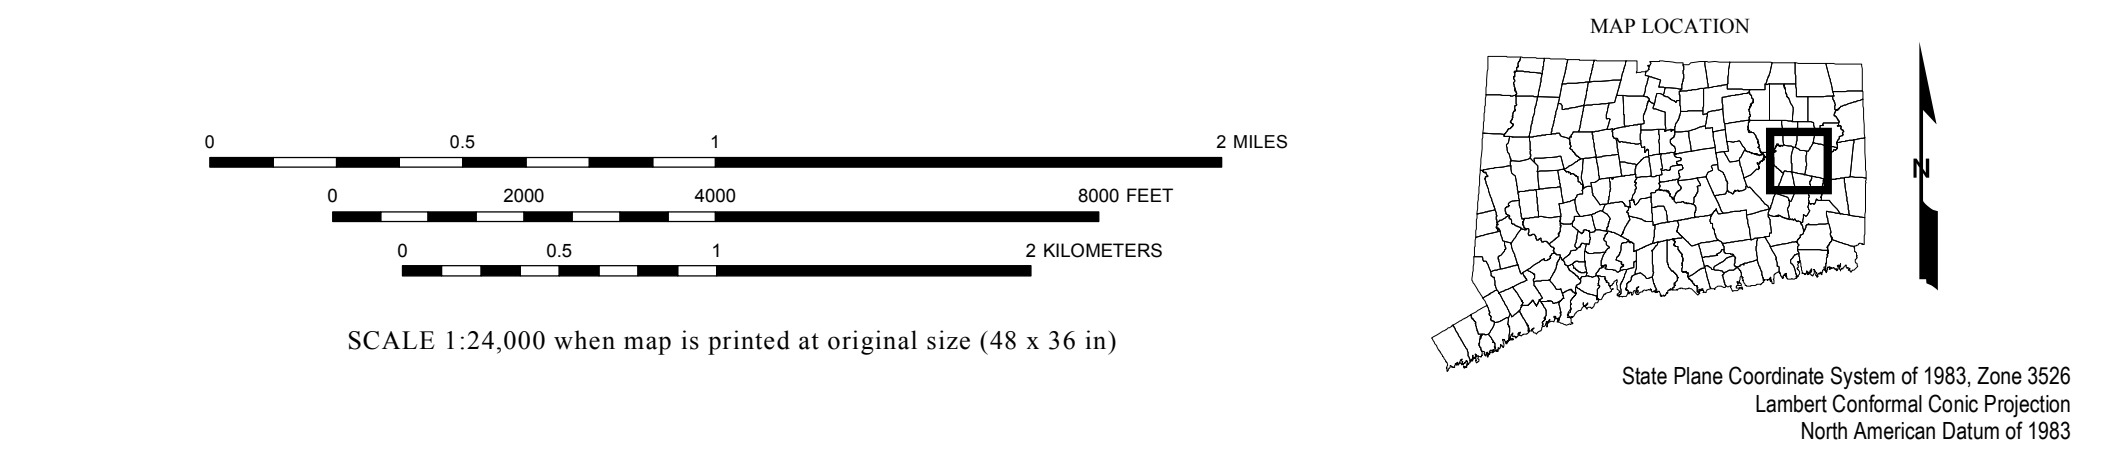 MAP LOCATION
0 0.5 1 2 MILES
0 2000 4000 8000 FEET
0 0.5 1 2 KILOMETERS
SCALE 1:24,000 when map is printed at original size (48 x 36 in)
N
State Plane Coordinate System of 1983, Zone 3526
Lambert Conformal Conic Projection
North American Datum of 1983